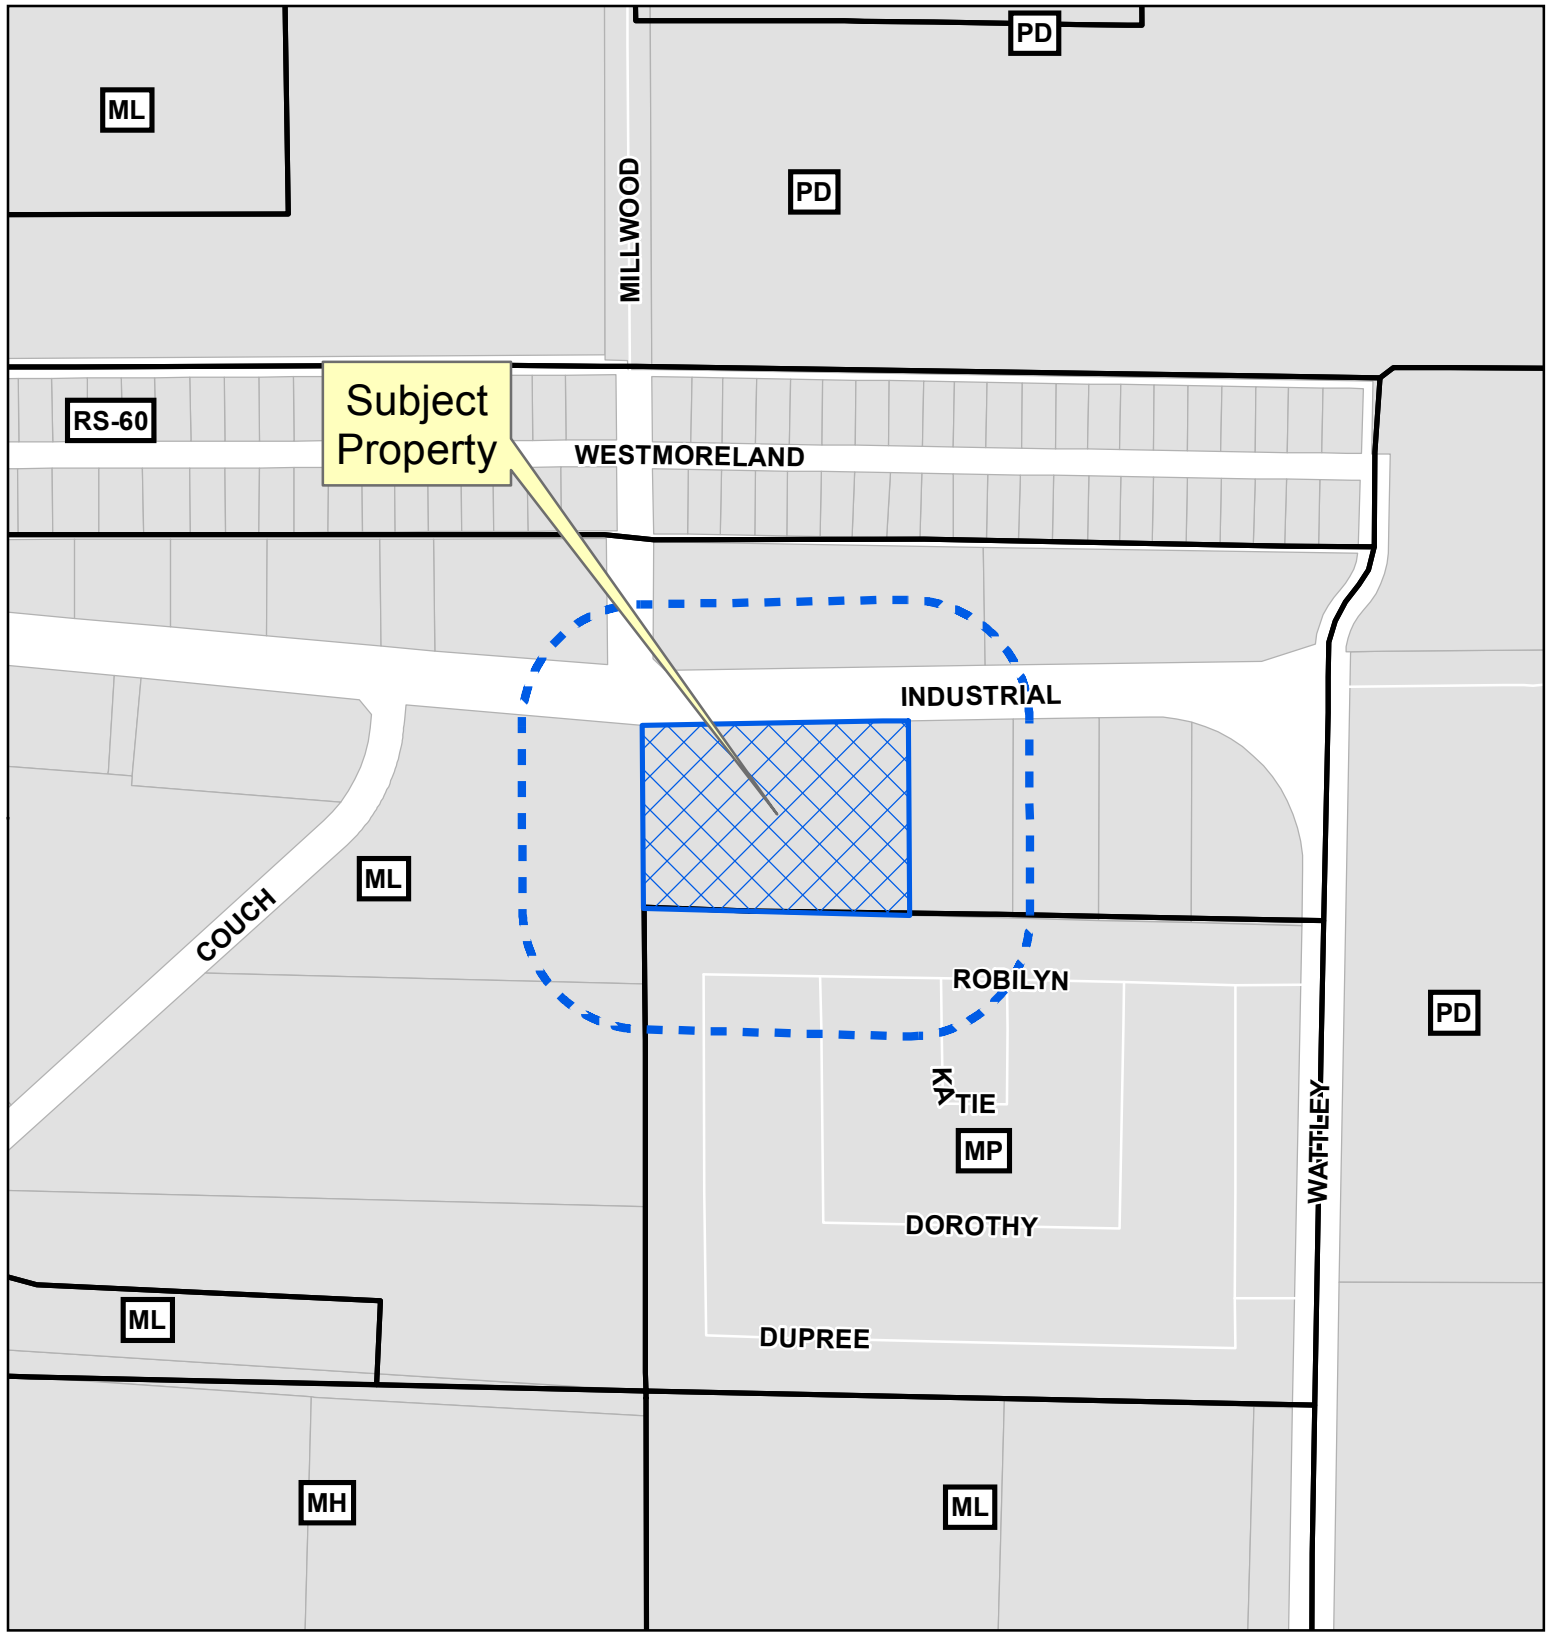 PD
ML
PD
MILLWOOD
Subject
Property
RS-60
WESTMORELAND
INDUSTRIAL
ML
COUCH
ROBILYN
PD
KA
TIE
MP
WATTLEY
DOROTHY
ML
DUPREE
MH
ML